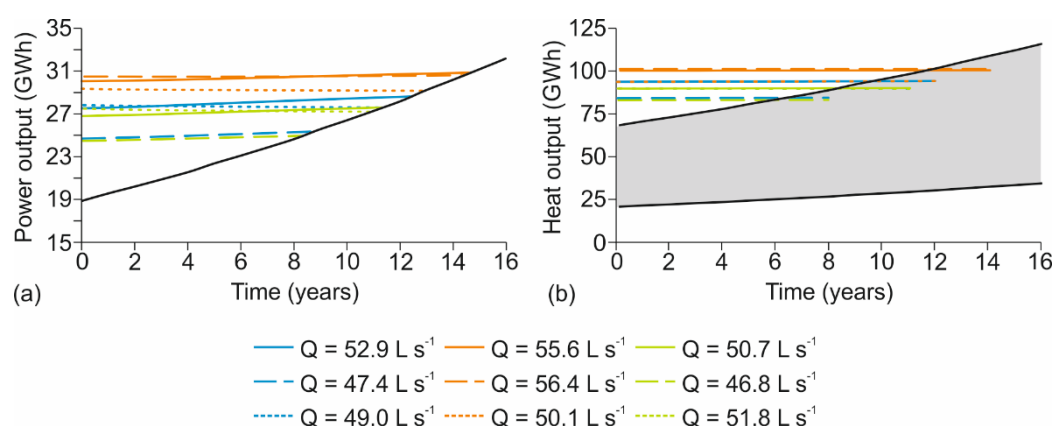 Power output (GWh)
35
31
27
23
19
15
0 2 4 6 8 10 12 14 16
Time (years)
(a)
Heat output (GWh)
125
100
75
50
25
0
0 2 4 6 8 10 12 14 16
Time (years)
(b)
Q = 52.9 L s⁻¹ Q = 55.6 L s⁻¹ Q = 50.7 L s⁻¹
Q = 47.4 L s⁻¹ Q = 56.4 L s⁻¹ Q = 46.8 L s⁻¹
Q = 49.0 L s⁻¹ Q = 50.1 L s⁻¹ Q = 51.8 L s⁻¹